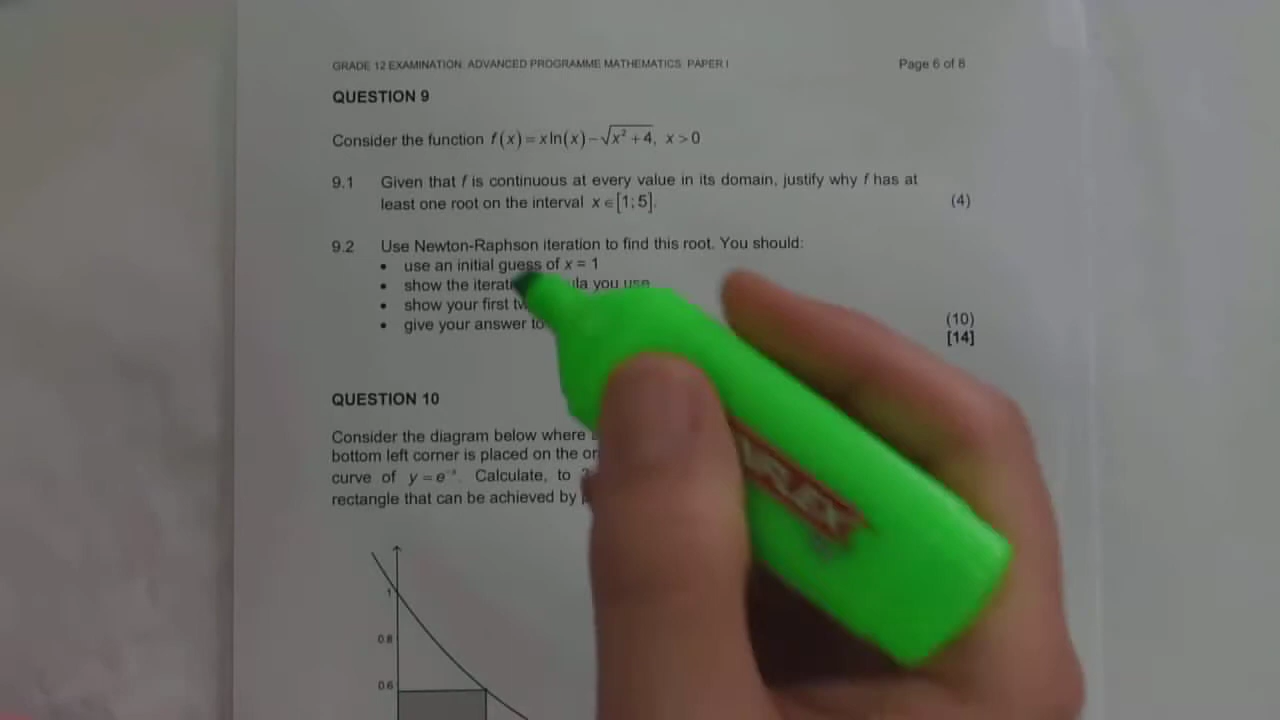 GRADE 12 EXAMINATION: ADVANCED PROGRAMME MATHEMATICS: PAPER I Page 6 of 8
QUESTION 9
Consider the function f(x)=xln(x)−√(x²+4), x>0
9.1 Given that f is continuous at every value in its domain, justify why f has at
least one root on the interval x∈[1;5]. (4)
9.2 Use Newton-Raphson iteration to find this root. You should:
• use an initial guess of x = 1
• show the you use
• show your first
• give your answer to
(10)
[14]
QUESTION 10
Consider the diagram below where
bottom left corner is placed on the
curve of y=e⁻ˣ. Calculate, to
rectangle that can be achieved by
1
0.8
0.6